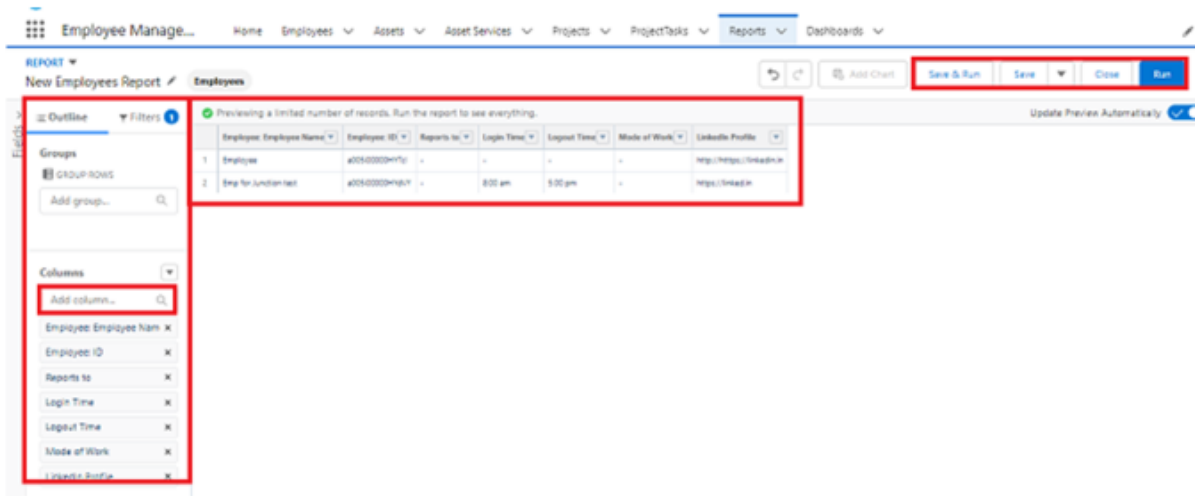 Employee Manage... Home Employees Assets Asset Services Projects ProjectTasks Reports Dashboards
REPORT
New Employees Report Employees Add Chart Save & Run Save Close Run
Fields
Outline Filters 1
Previewing a limited number of records. Run the report to see everything. Update Preview Automatically
Employee: Employee Name Employee: ID Reports to Login Time Logout Time Mode of Work LinkedIn Profile
1 Employee - - - -
2 Emp for Junction test - 8:00 am 5:00 pm -
Groups
GROUP ROWS
Add group...
Columns
Add column...
Employee: Employee Nam
Employee: ID
Reports to
Login Time
Logout Time
Mode of Work
LinkedIn Profile